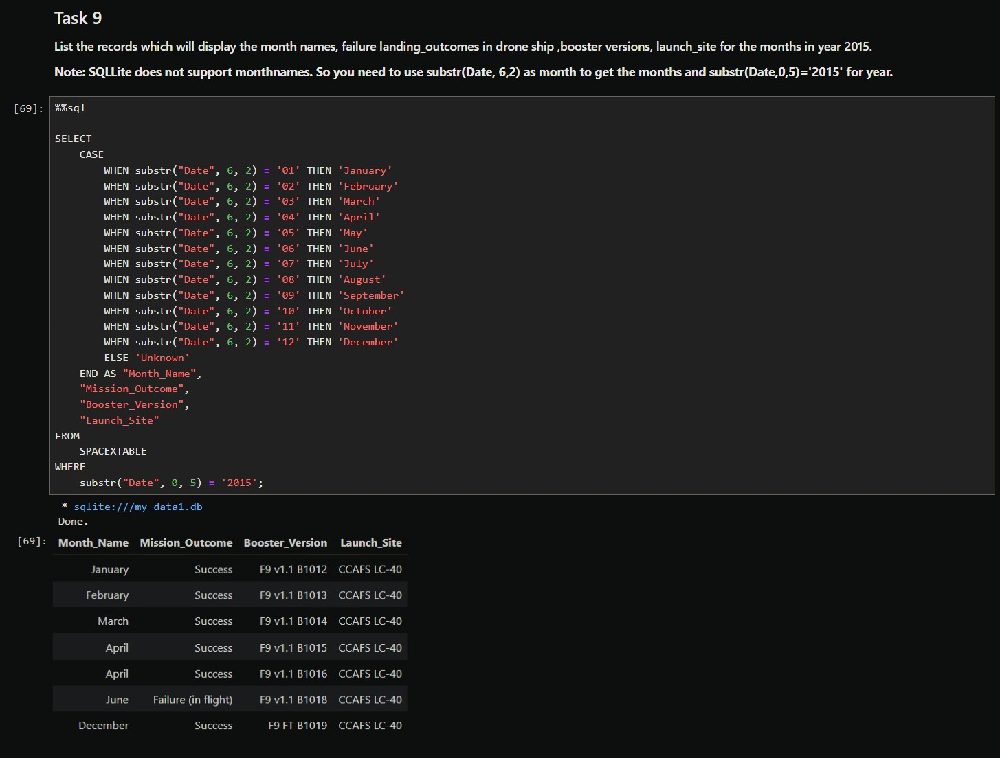 Task 9
List the records which will display the month names, failure landing_outcomes in drone ship ,booster versions, launch_site for the months in year 2015.
Note: SQLLite does not support monthnames. So you need to use substr(Date, 6,2) as month to get the months and substr(Date,0,5)='2015' for year.
[69]: %%sql
SELECT
    CASE
        WHEN substr("Date", 6, 2) = '01' THEN 'January'
        WHEN substr("Date", 6, 2) = '02' THEN 'February'
        WHEN substr("Date", 6, 2) = '03' THEN 'March'
        WHEN substr("Date", 6, 2) = '04' THEN 'April'
        WHEN substr("Date", 6, 2) = '05' THEN 'May'
        WHEN substr("Date", 6, 2) = '06' THEN 'June'
        WHEN substr("Date", 6, 2) = '07' THEN 'July'
        WHEN substr("Date", 6, 2) = '08' THEN 'August'
        WHEN substr("Date", 6, 2) = '09' THEN 'September'
        WHEN substr("Date", 6, 2) = '10' THEN 'October'
        WHEN substr("Date", 6, 2) = '11' THEN 'November'
        WHEN substr("Date", 6, 2) = '12' THEN 'December'
        ELSE 'Unknown'
    END AS "Month_Name",
    "Mission_Outcome",
    "Booster_Version",
    "Launch_Site"
FROM
    SPACEXTABLE
WHERE
    substr("Date", 0, 5) = '2015';
* sqlite:///my_data1.db
Done.
[69]: Month_Name Mission_Outcome Booster_Version Launch_Site
January Success F9 v1.1 B1012 CCAFS LC-40
February Success F9 v1.1 B1013 CCAFS LC-40
March Success F9 v1.1 B1014 CCAFS LC-40
April Success F9 v1.1 B1015 CCAFS LC-40
April Success F9 v1.1 B1016 CCAFS LC-40
June Failure (in flight) F9 v1.1 B1018 CCAFS LC-40
December Success F9 FT B1019 CCAFS LC-40